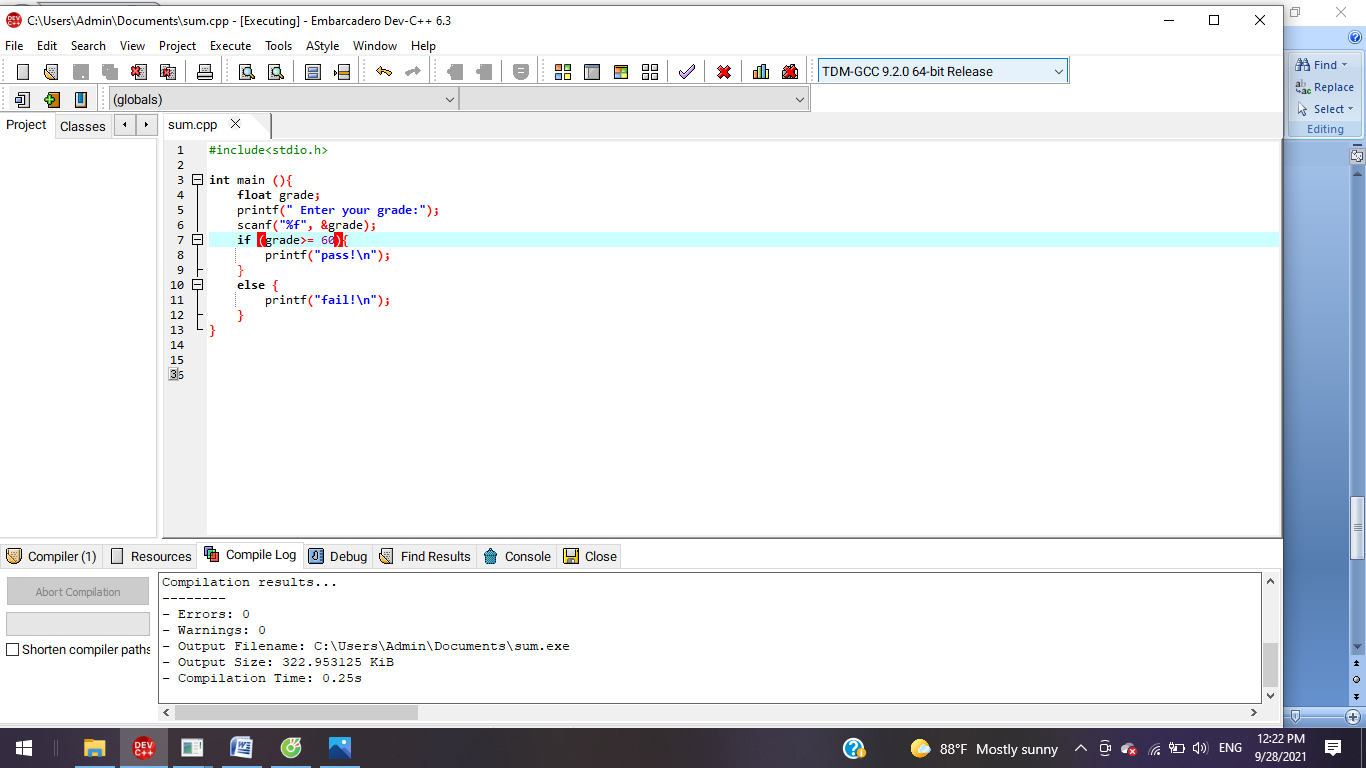 C:\Users\Admin\Documents\sum.cpp - [Executing] - Embarcadero Dev-C++ 6.3
File Edit Search View Project Execute Tools AStyle Window Help
TDM-GCC 9.2.0 64-bit Release
(globals)
Project Classes
sum.cpp
1 #include<stdio.h>
2
3 int main (){
4 float grade;
5 printf(" Enter your grade:");
6 scanf("%f", &grade);
7 if (grade>= 60){
8 printf("pass!\n");
9 }
10 else {
11 printf("fail!\n");
12 }
13 }
14
15
36
Find
Replace
Select
Editing
Compiler (1) Resources Compile Log Debug Find Results Console Close
Abort Compilation
Shorten compiler paths
Compilation results...
--------
- Errors: 0
- Warnings: 0
- Output Filename: C:\Users\Admin\Documents\sum.exe
- Output Size: 322.953125 KiB
- Compilation Time: 0.25s
DEV C++
88°F Mostly sunny
ENG
12:22 PM
9/28/2021